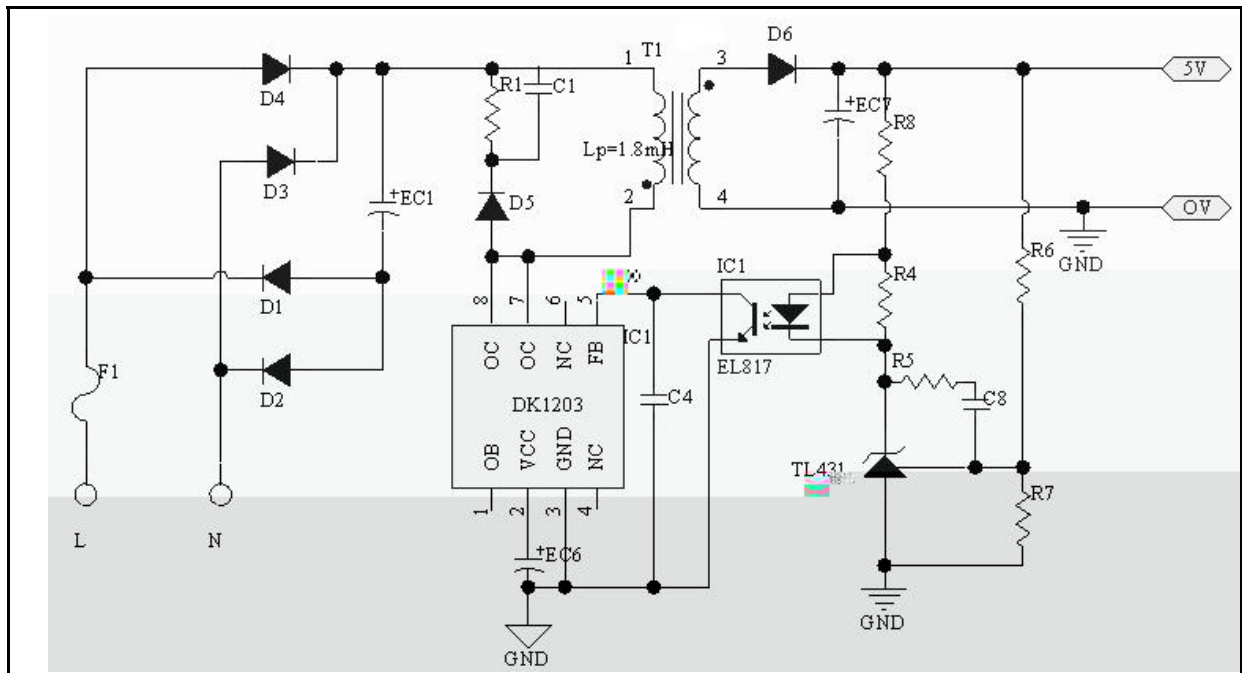 T1
1
3
D6
5V
D4
R1
C1
+EC7
R8
D3
Lp=1.8mH
+EC1
D5
2
4
OV
R6
GND
IC1
R4
D1
8
7
6
5
IC1
OC
OC
NC
FB
EL817
R5
F1
D2
C4
C8
DK1203
OB
VCC
GND
NC
TL431
R7
1
2
3
4
L
N
+EC6
GND
GND